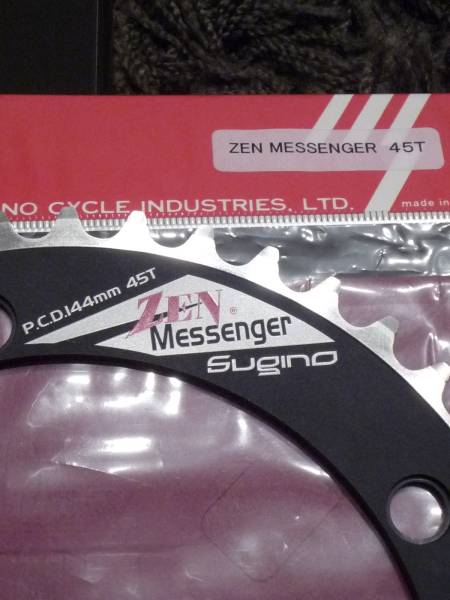 ZEN MESSENGER 45T
NO CYCLE INDUSTRIES, LTD.
made in
P.C.D.144mm 45T
ZEN®
Messenger
Sugino